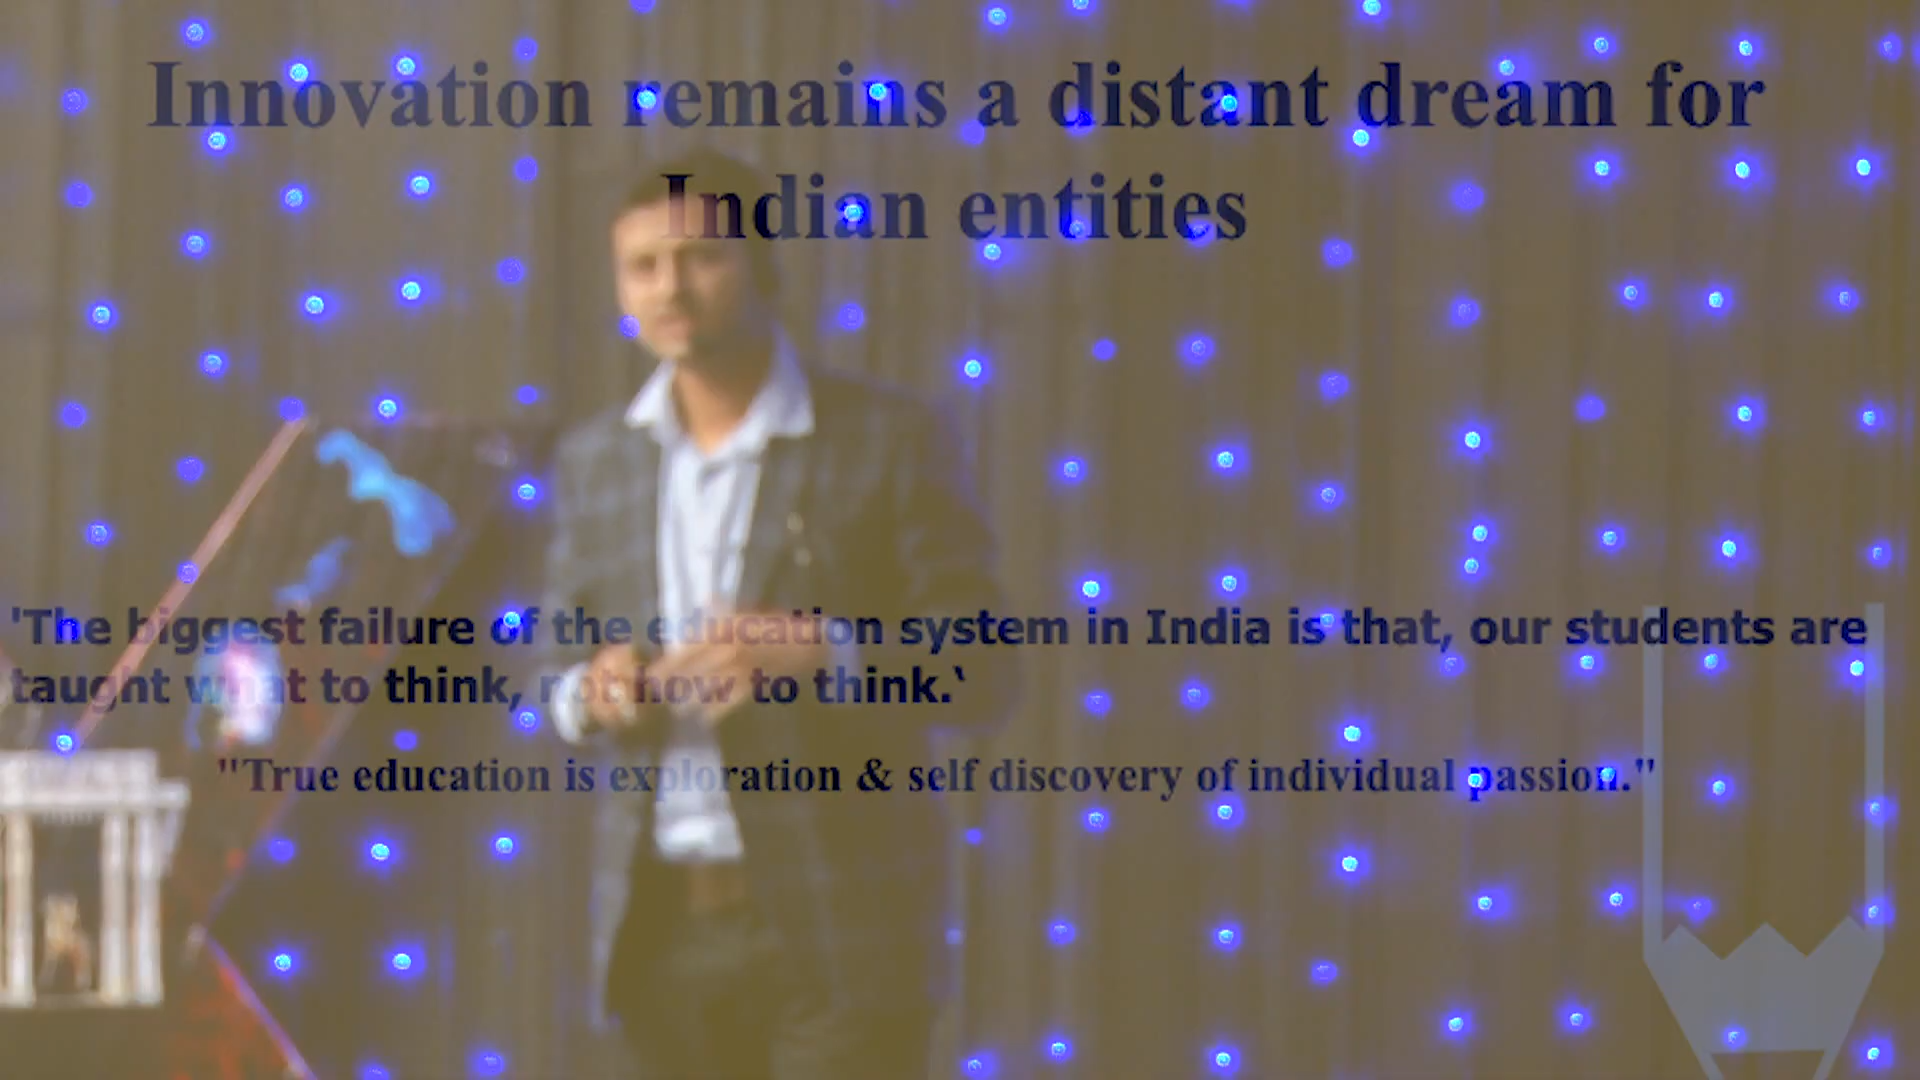 Innovation remains a distant dream for
Indian entities
'The biggest failure of the education system in India is that, our students are
taught what to think, not how to think.‛
"True education is exploration & self discovery of individual passion."